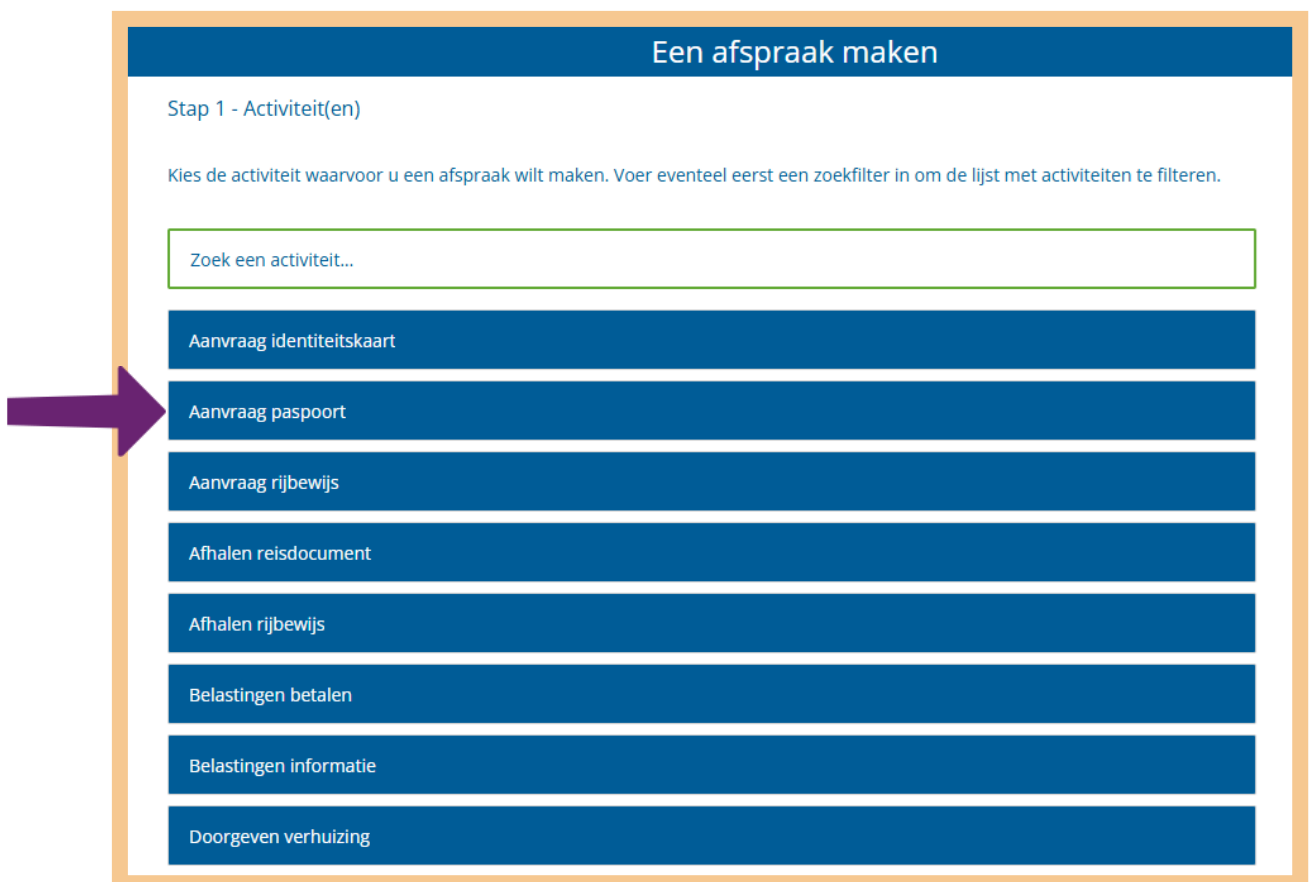 Een afspraak maken
Stap 1 - Activiteit(en)
Kies de activiteit waarvoor u een afspraak wilt maken. Voer eventueel eerst een zoekfilter in om de lijst met activiteiten te filteren.
Zoek een activiteit...
Aanvraag identiteitskaart
Aanvraag paspoort
Aanvraag rijbewijs
Afhalen reisdocument
Afhalen rijbewijs
Belastingen betalen
Belastingen informatie
Doorgeven verhuizing